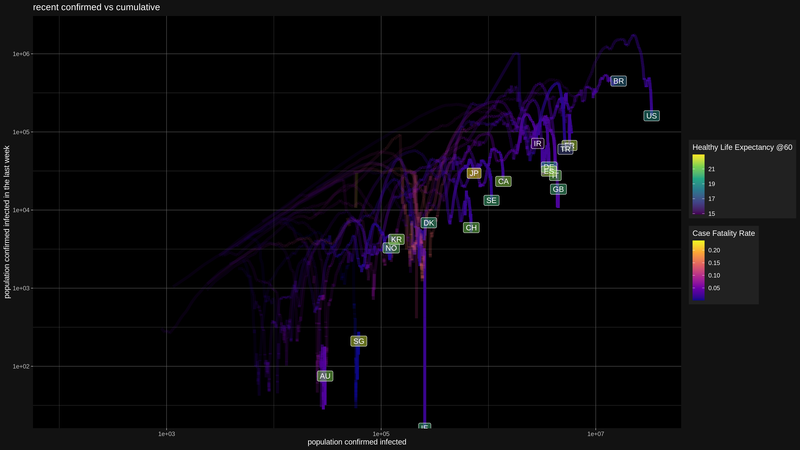 recent confirmed vs cumulative
1e+06
BR
US
1e+05
IR
TR
JP
CA
GB
SE
1e+04
DK
CH
KR
NO
1e+03
SG
1e+02
AU
IE
1e+03
1e+05
1e+07
population confirmed infected
population confirmed infected in the last week
Healthy Life Expectancy @60
21
19
17
15
Case Fatality Rate
0.20
0.15
0.10
0.05